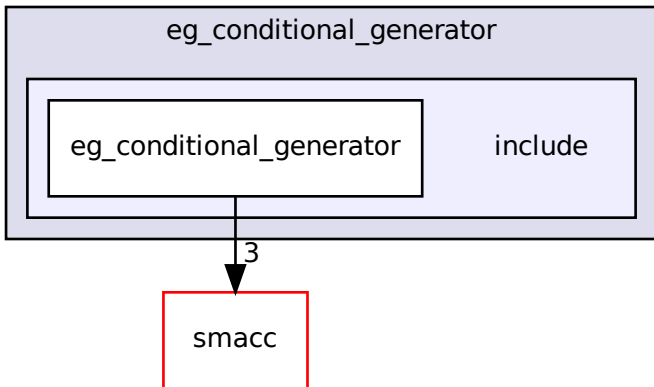 eg_conditional_generator
eg_conditional_generator
include
3
smacc